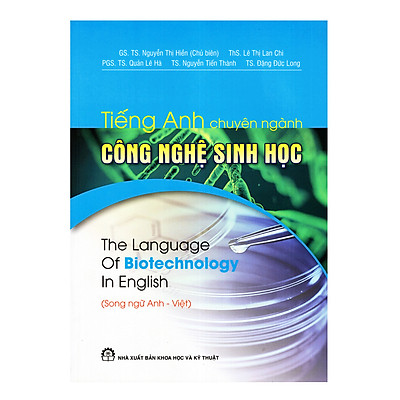 GS. TS. Nguyễn Thị Hiền (Chủ biên) ThS. Lê Thị Lan Chi
PGS. TS. Quản Lê Hà TS. Nguyễn Tiến Thành TS. Đặng Đức Long
Tiếng Anh chuyên ngành
CÔNG NGHỆ SINH HỌC
The Language
Of Biotechnology
In English
(Song ngữ Anh - Việt)
NHÀ XUẤT BẢN KHOA HỌC VÀ KỸ THUẬT